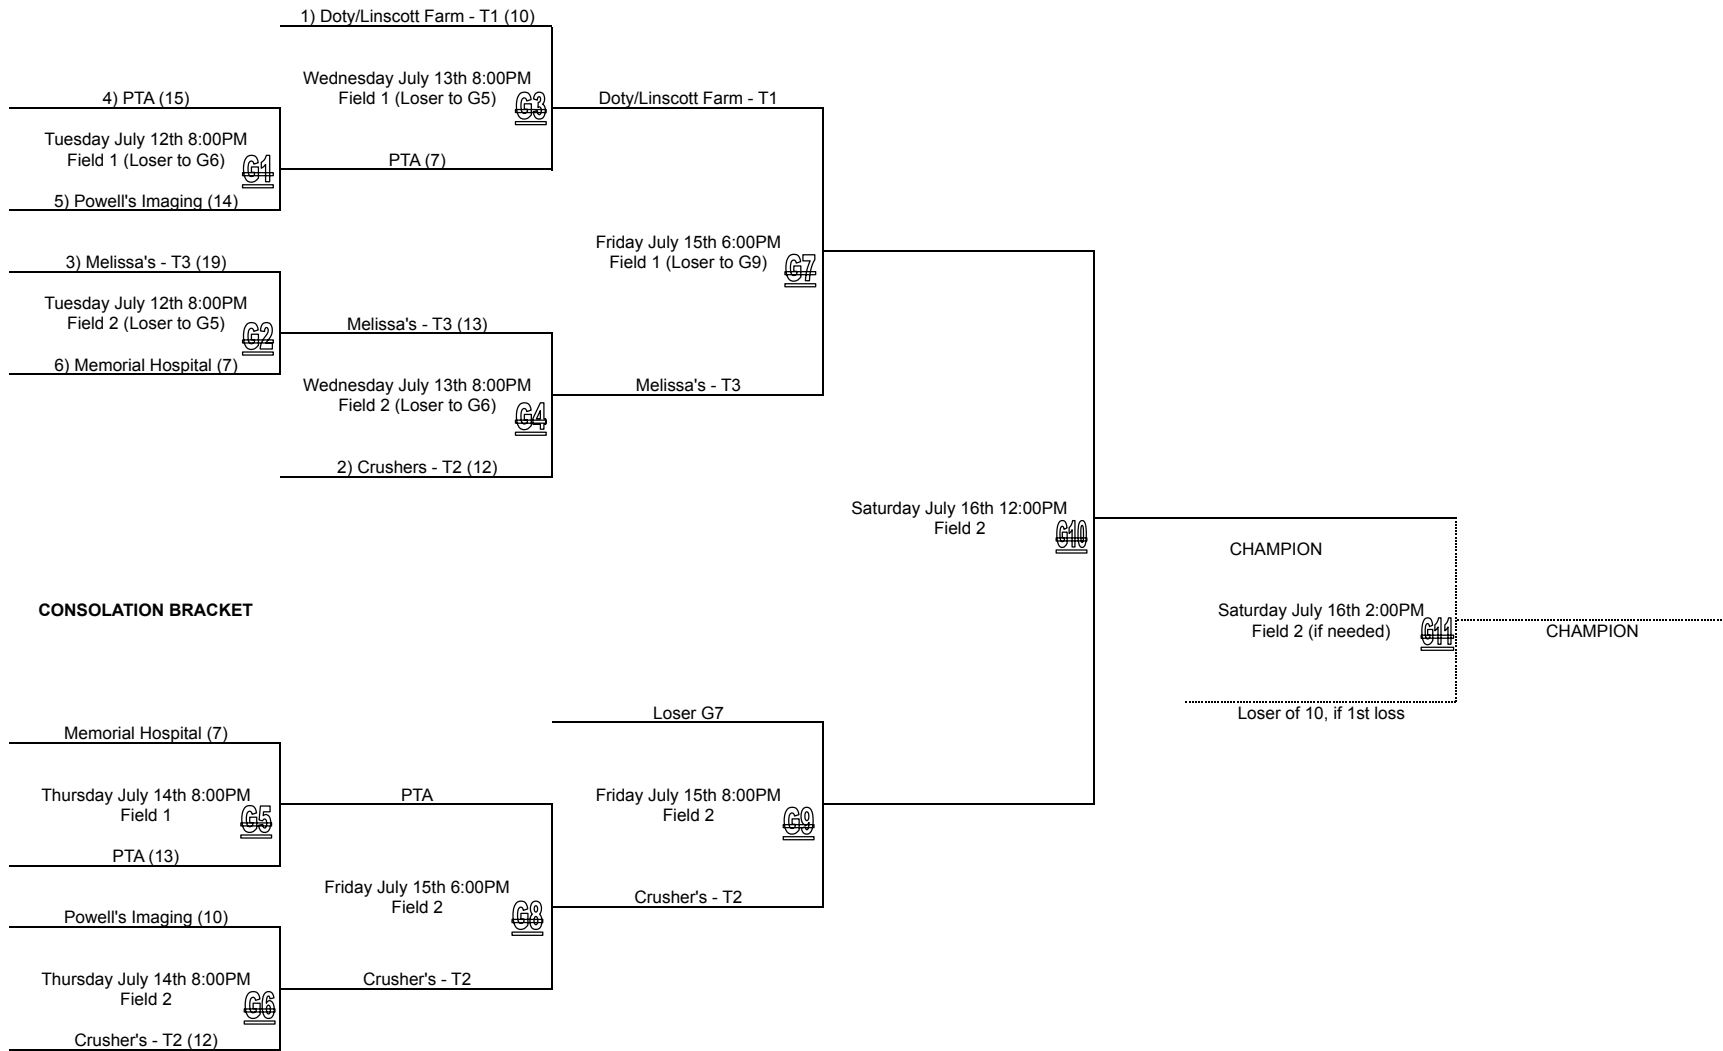 1) Doty/Linscott Farm - T1 (10)
Wednesday July 13th 8:00PM
Field 1 (Loser to G5)
G3
4) PTA (15)
Doty/Linscott Farm - T1
Tuesday July 12th 8:00PM
Field 1 (Loser to G6)
G1
PTA (7)
5) Powell's Imaging (14)
Friday July 15th 6:00PM
Field 1 (Loser to G9)
G7
3) Melissa's - T3 (19)
Tuesday July 12th 8:00PM
Field 2 (Loser to G5)
G2
Melissa's - T3 (13)
6) Memorial Hospital (7)
Wednesday July 13th 8:00PM
Field 2 (Loser to G6)
G4
Melissa's - T3
2) Crushers - T2 (12)
Saturday July 16th 12:00PM
Field 2
G10
CHAMPION
CONSOLATION BRACKET
Saturday July 16th 2:00PM
Field 2 (if needed)
G11
CHAMPION
Loser G7
Loser of 10, if 1st loss
Memorial Hospital (7)
Thursday July 14th 8:00PM
Field 1
G5
PTA
Friday July 15th 8:00PM
Field 2
G9
PTA (13)
Friday July 15th 6:00PM
Field 2
G8
Crusher's - T2
Powell's Imaging (10)
Thursday July 14th 8:00PM
Field 2
G6
Crusher's - T2
Crusher's - T2 (12)